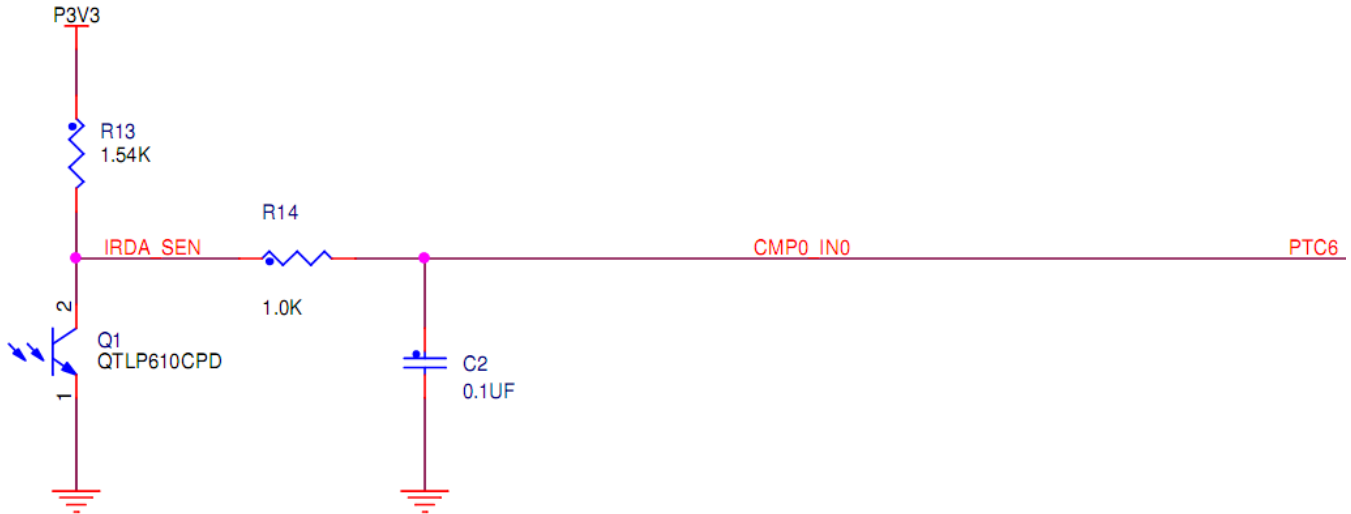 P3V3
R13
1.54K
R14
IRDA_SEN
CMP0_IN0
PTC6
1.0K
2
Q1
QTLP610CPD
C2
0.1UF
1